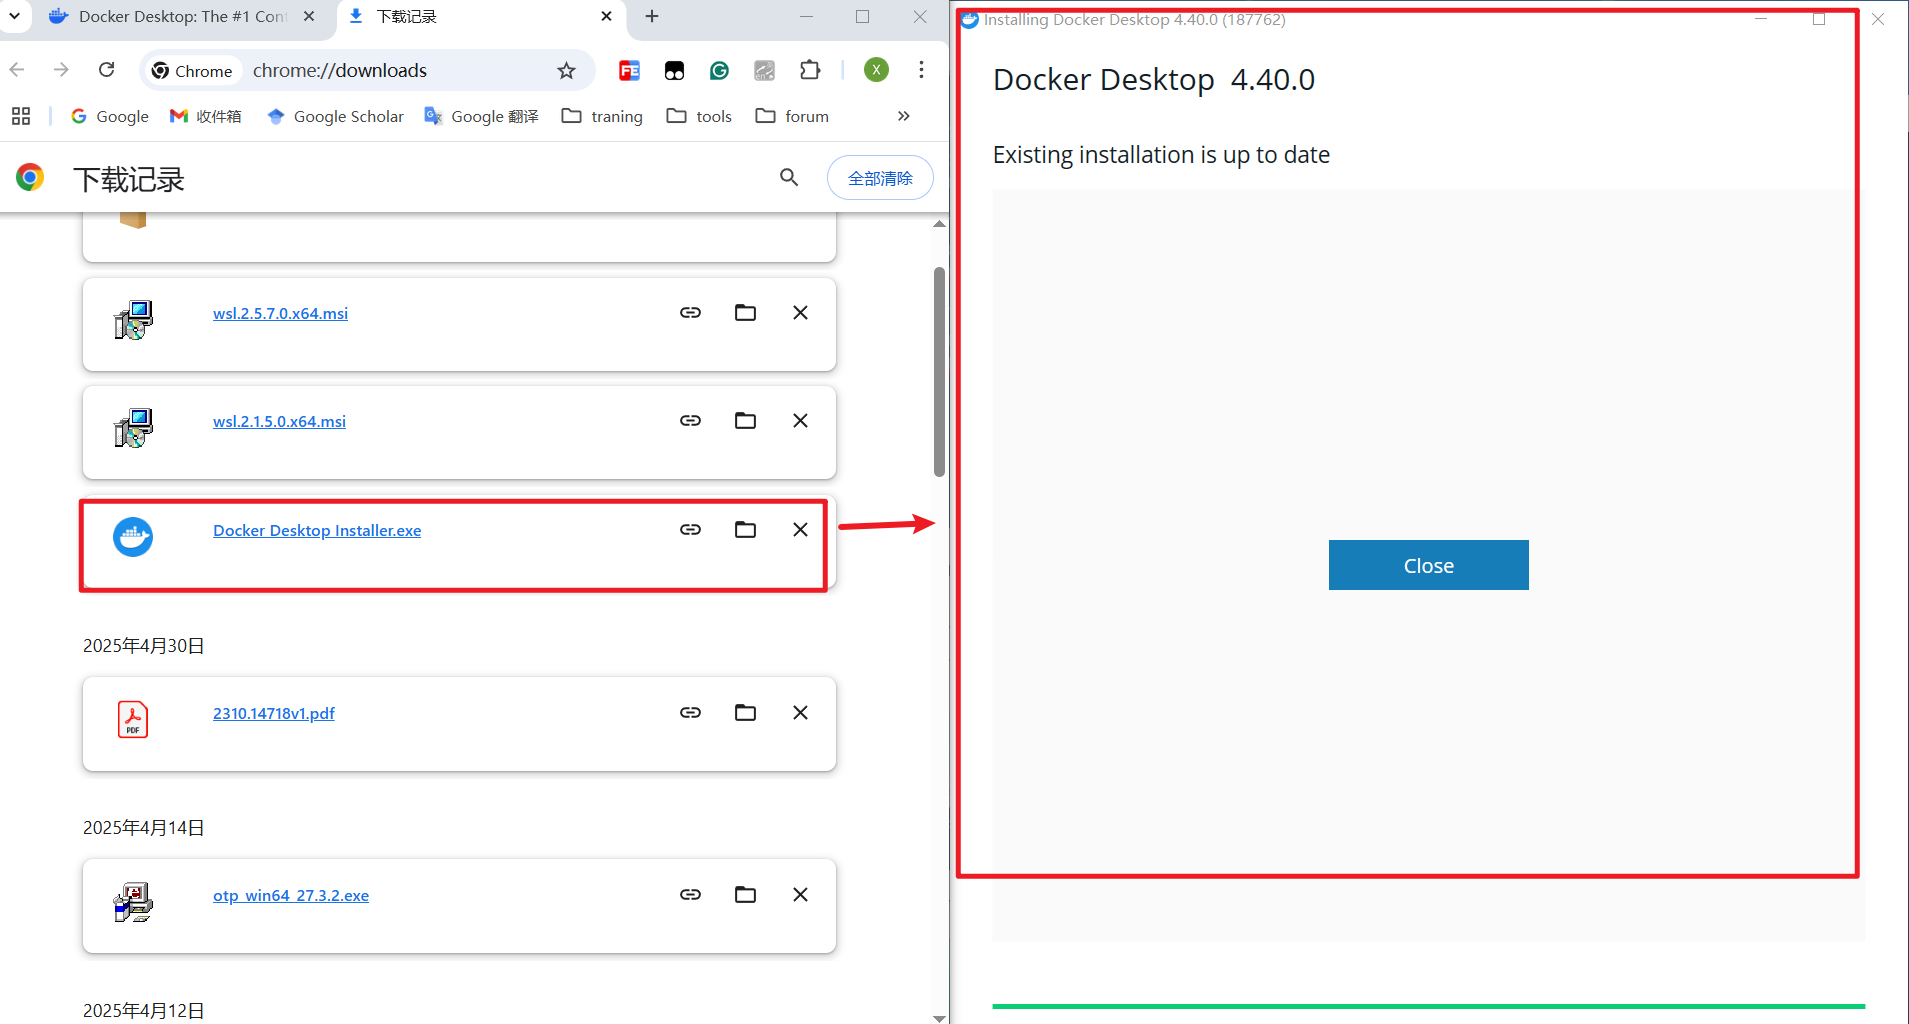 Docker Desktop: The #1 Con
下载记录
Chrome
chrome://downloads
X
Google
收件箱
Google Scholar
Google 翻译
traning
tools
forum
下载记录
全部清除
wsl.2.5.7.0.x64.msi
wsl.2.1.5.0.x64.msi
Docker Desktop Installer.exe
2025年4月30日
PDF
2310.14718v1.pdf
2025年4月14日
otp_win64_27.3.2.exe
2025年4月12日
Installing Docker Desktop 4.40.0 (187762)
Docker Desktop 4.40.0
Existing installation is up to date
Close